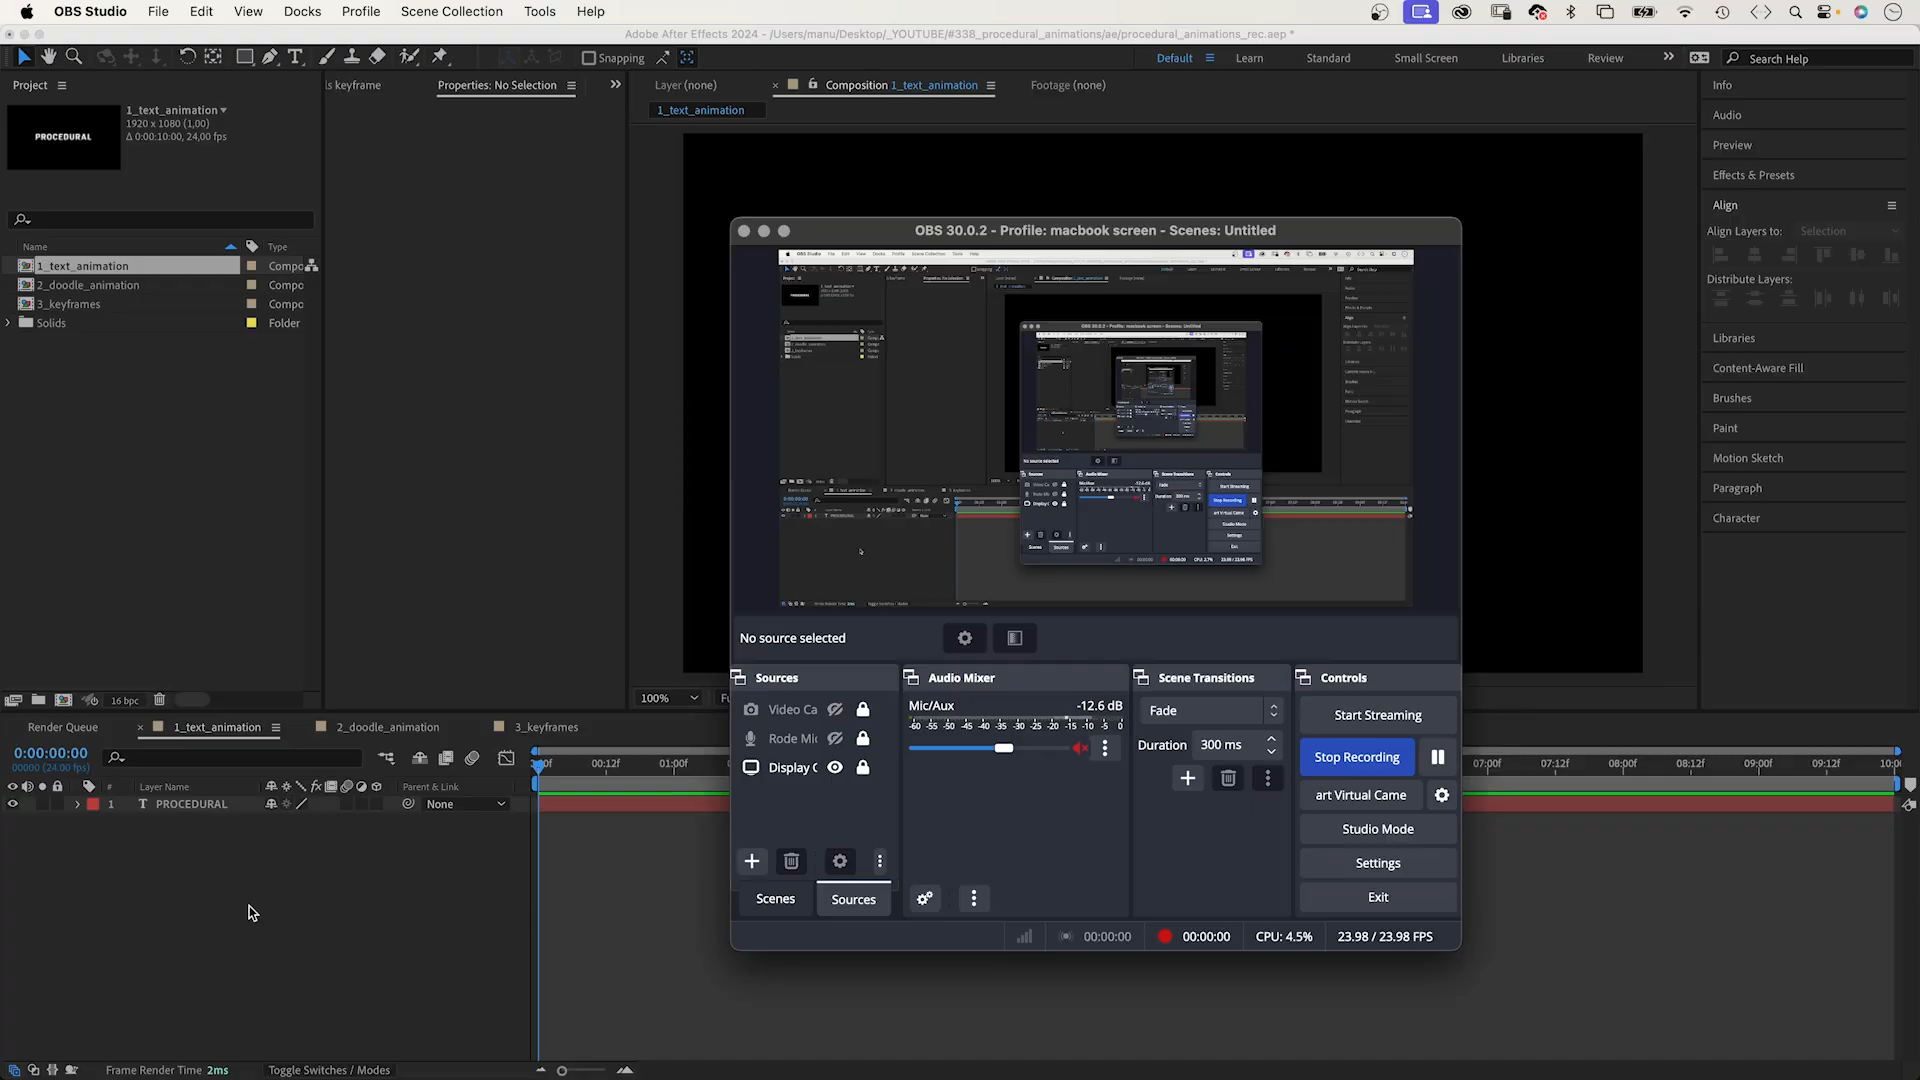 OBS Studio File Edit View Docks Profile Scene Collection Tools Help
Adobe After Effects 2024 - /Users/manu/Desktop/_YOUTUBE/#338_procedural_animations/ae/procedural_animations_rec.aep *
Snapping
Default Learn Standard Small Screen Libraries Review Search Help
Project
ls keyframe
Properties: No Selection
Layer (none)
Composition 1_text_animation
Footage (none)
1_text_animation
PROCEDURAL
1_text_animation
1920 x 1080 (1,00)
Δ 0:00:10:00, 24,00 fps
Name Type
1_text_animation Compo
2_doodle_animation Compo
3_keyframes Compo
Solids Folder
16 bpc
100%
Info
Audio
Preview
Effects & Presets
Align
Align Layers to: Selection
Distribute Layers:
Libraries
Content-Aware Fill
Brushes
Paint
Motion Sketch
Paragraph
Character
OBS 30.0.2 - Profile: macbook screen - Scenes: Untitled
No source selected
Sources
Video Ca
Rode Mic
Display C
Scenes Sources
Audio Mixer
Mic/Aux -12.6 dB
-60 -55 -50 -45 -40 -35 -30 -25 -20 -15 -10 -5 0
Scene Transitions
Fade
Duration 300 ms
Controls
Start Streaming
Stop Recording
art Virtual Came
Studio Mode
Settings
Exit
00:00:00 00:00:00 CPU: 4.5% 23.98 / 23.98 FPS
Render Queue 1_text_animation 2_doodle_animation 3_keyframes
0:00:00:00
00000 (24.00 fps)
00:12f 01:00f 07:00f 07:12f 08:00f 08:12f 09:00f 09:12f 10:0
# Layer Name Parent & Link
1 T PROCEDURAL None
Frame Render Time 2ms Toggle Switches / Modes